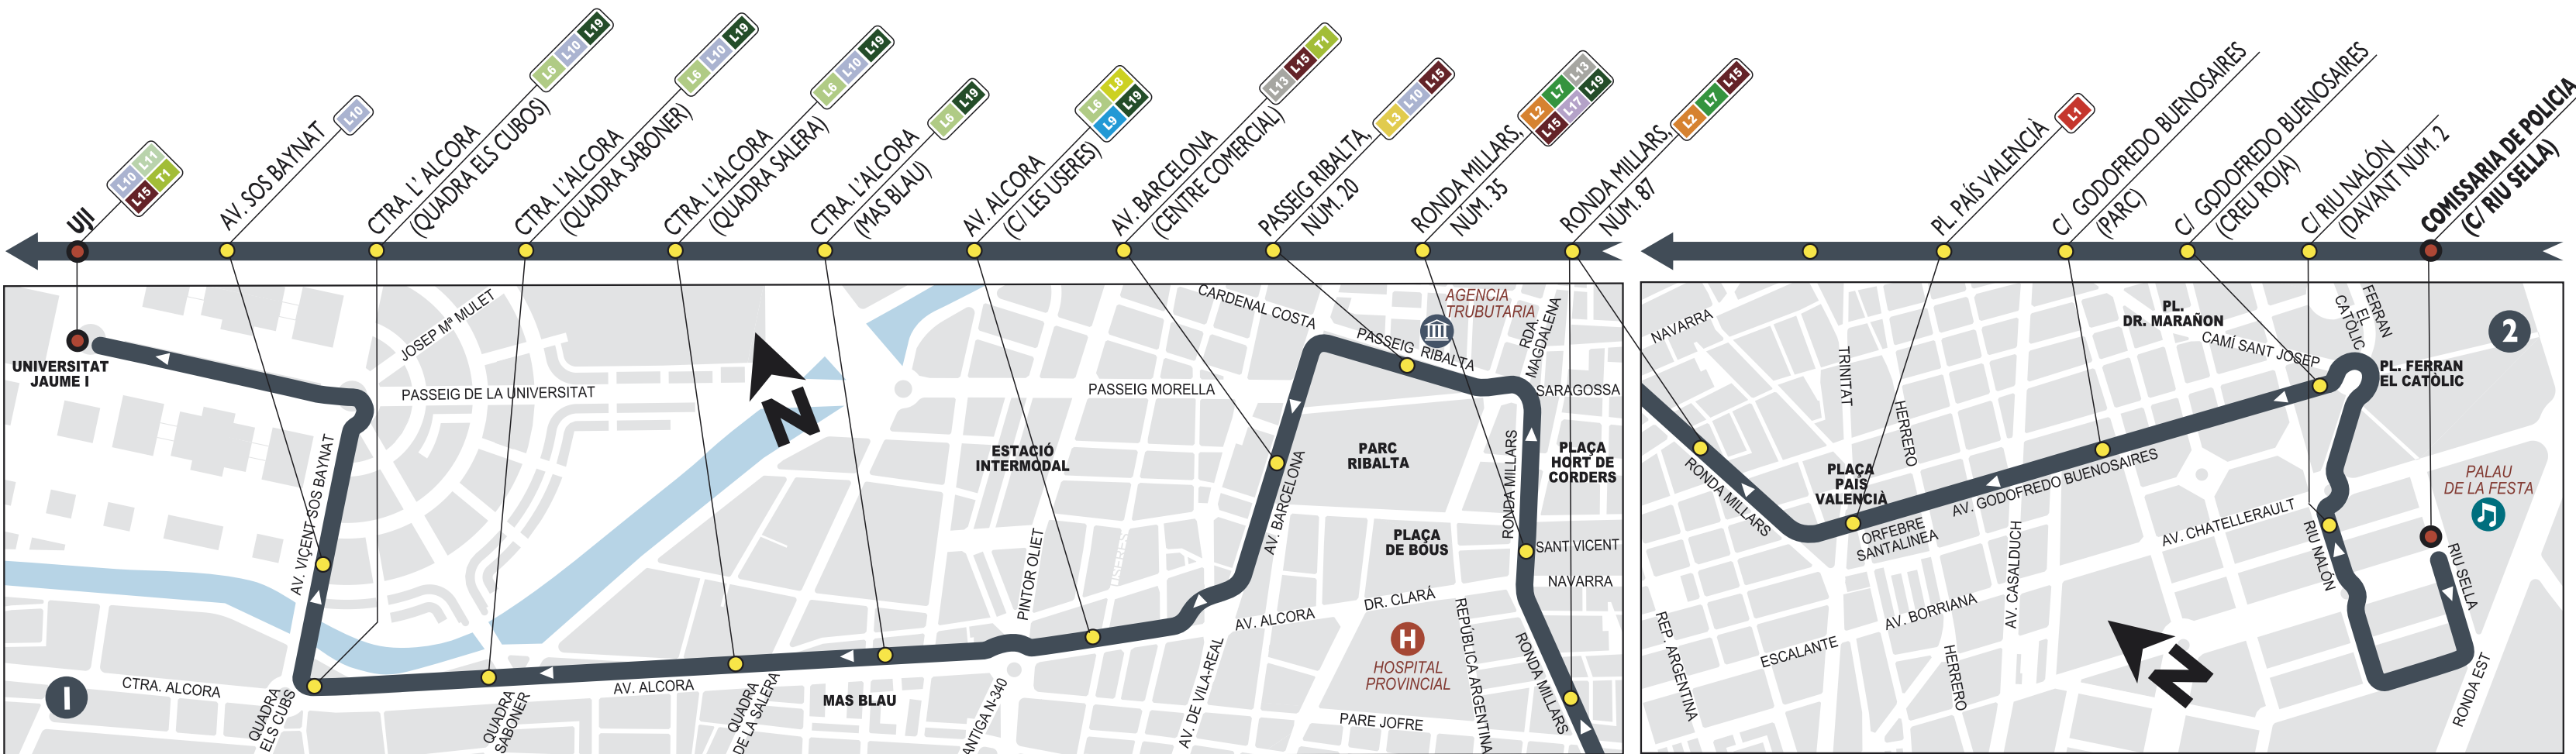 UJI
L10
L11
L15
T1
AV. SOS BAYNAT
L10
CTRA. L' ALCORA
(QUADRA ELS CUBOS)
L6
L10
L19
CTRA. L'ALCORA
(QUADRA SABONER)
L6
L10
L19
CTRA. L'ALCORA
(QUADRA SALERA)
L6
L10
L19
CTRA. L'ALCORA
(MAS BLAU)
L6
L19
AV. ALCORA
(C/ LES USERES)
L6
L8
L9
L19
AV. BARCELONA
(CENTRE COMERCIAL)
L13
L15
T1
PASSEIG RIBALTA,
NÚM. 20
L3
L10
L15
RONDA MILLARS,
NÚM. 35
L2
L7
L13
L15
L17
L19
RONDA MILLARS,
NÚM. 87
L2
L7
L15
PL. PAÍS VALENCIÀ
L1
C/ GODOFREDO BUENOSAIRES
(PARC)
C/ GODOFREDO BUENOSAIRES
(CREU ROJA)
C/ RIU NALÓN
(DAVANT NÚM. 2
COMISSARIA DE POLICIA
(C/ RIU SELLA)
UNIVERSITAT
JAUME I
JOSEP Mª MULET
PASSEIG DE LA UNIVERSITAT
AV. VIÇENT SOS BAYNAT
N
CARDENAL COSTA
AGENCIA
TRUBUTARIA
PASSEIG RIBALTA
RDA.
MAGDALENA
PASSEIG MORELLA
SARAGOSSA
ESTACIÓ
INTERMODAL
PARC
RIBALTA
PLAÇA
HORT DE
CORDERS
AV. BARCELONA
RONDA MILLARS
PINTOR OLIET
USERES
PLAÇA
DE BOUS
SANT VICENT
NAVARRA
DR. CLARÁ
AV. ALCORA
H
HOSPITAL
PROVINCIAL
REPÚBLICA ARGENTINA
RONDA MILLARS
1
CTRA. ALCORA
QUADRA
ELS CUBS
QUADRA
SABONER
AV. ALCORA
QUADRA
DE LA SALERA
MAS BLAU
ANTIGA N-340
AV. DE VILA-REAL
PARE JOFRE
NAVARRA
TRINITAT
HERRERO
PL.
DR. MARAÑON
CAMÍ SANT JOSEP
FERRAN
EL
CATÒLIC
2
PL. FERRAN
EL CATÒLIC
RONDA MILLARS
PLAÇA
PAIS
VALENCIÀ
ORFEBRE
SANTALINEA
AV. GODOFREDO BUENOSAIRES
PALAU
DE LA FESTA
AV. CHATELLERAULT
AV. CASALDUCH
RIU NALÓN
RIU SELLA
REP. ARGENTINA
ESCALANTE
AV. BORRIANA
HERRERO
N
RONDA EST